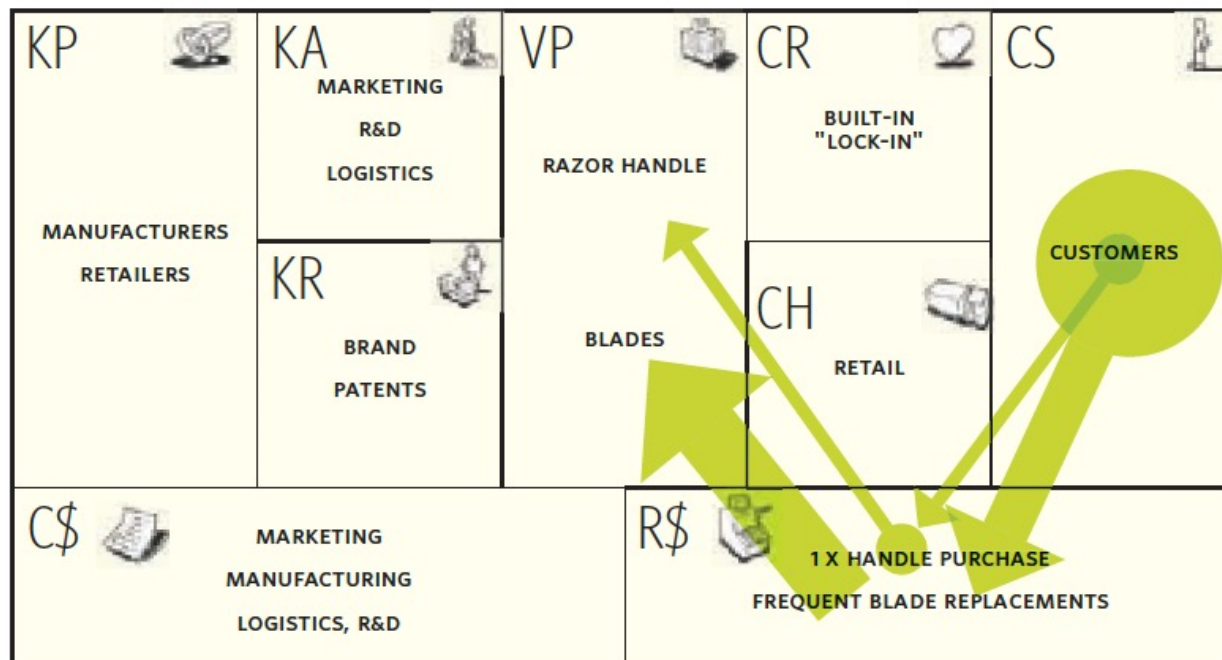 KP
MANUFACTURERS
RETAILERS
KA
MARKETING
R&D
LOGISTICS
KR
BRAND
PATENTS
VP
RAZOR HANDLE
BLADES
CR
BUILT-IN
"LOCK-IN"
CH
RETAIL
CS
CUSTOMERS
C$
MARKETING
MANUFACTURING
LOGISTICS, R&D
R$
1 X HANDLE PURCHASE
FREQUENT BLADE REPLACEMENTS